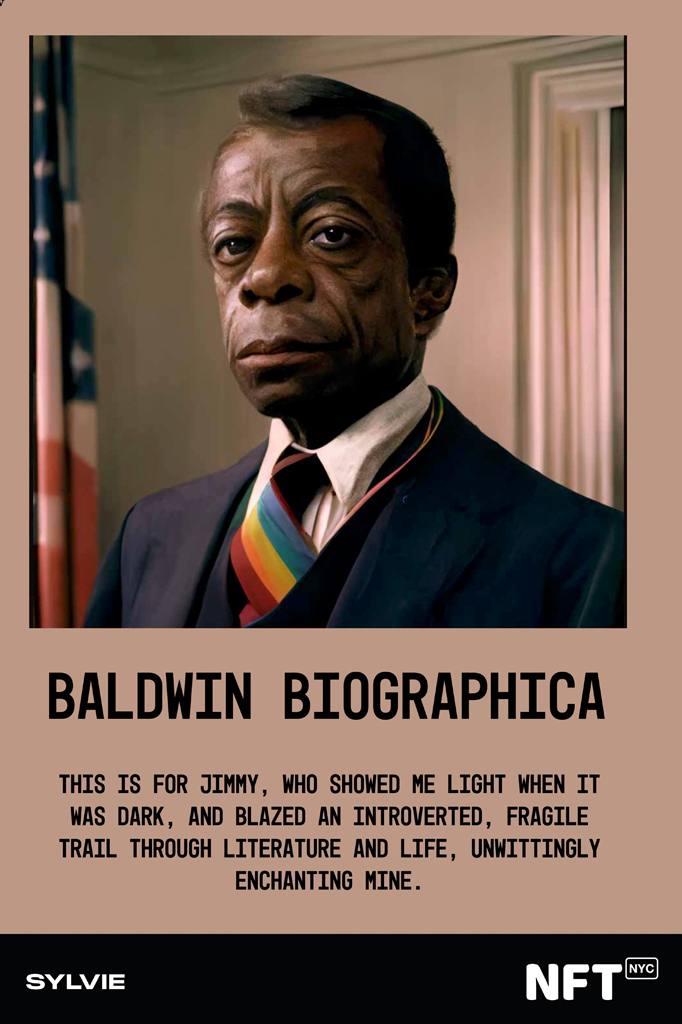 BALDWIN BIOGRAPHICA
THIS IS FOR JIMMY, WHO SHOWED ME LIGHT WHEN IT
WAS DARK, AND BLAZED AN INTROVERTED, FRAGILE
TRAIL THROUGH LITERATURE AND LIFE, UNWITTINGLY
ENCHANTING MINE.
SYLVIE
NFT NYC